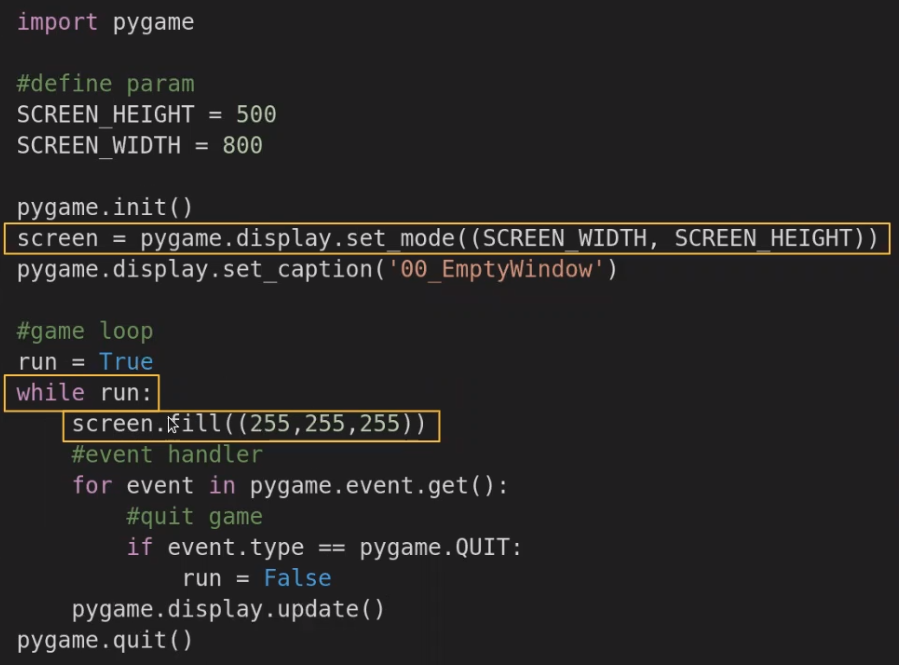 import pygame

#define param
SCREEN_HEIGHT = 500
SCREEN_WIDTH = 800

pygame.init()
screen = pygame.display.set_mode((SCREEN_WIDTH, SCREEN_HEIGHT))
pygame.display.set_caption('00_EmptyWindow')

#game loop
run = True
while run:
    screen.fill((255,255,255))
    #event handler
    for event in pygame.event.get():
        #quit game
        if event.type == pygame.QUIT:
            run = False
    pygame.display.update()
pygame.quit()